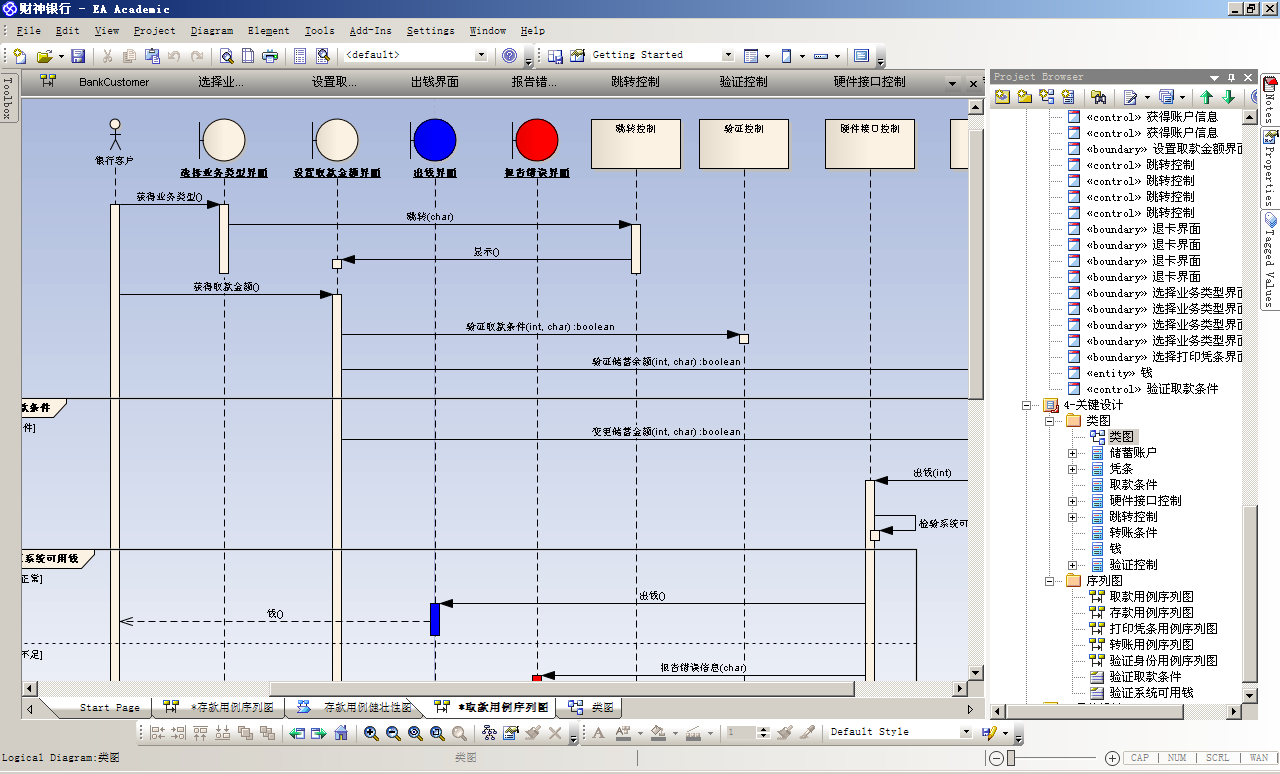 财神银行 - EA Academic
File Edit View Project Diagram Element Tools Add-Ins Settings Window Help
<default>
Getting Started
Toolbox
BankCustomer 选择业... 设置取... 出钱界面 报告错... 跳转控制 验证控制 硬件接口控制
银行客户
选择业务类型界面
设置取款金额界面
出钱界面
报告错误界面
跳转控制
验证控制
硬件接口控制
获得业务类型()
跳转(char)
显示()
获得取款金额()
验证取款条件(int, char) :boolean
验证储蓄余额(int, char) :boolean
款条件
件]
变更储蓄金额(int, char) :boolean
出钱(int)
检验系统可
系统可用钱
正常]
出钱()
钱()
不足]
报告错误信息(char)
Start Page *存款用例序列图 存款用例健壮性图 *取款用例序列图 类图
Project Browser
«control» 获得账户信息
«control» 获得账户信息
«boundary» 设置取款金额界面
«control» 跳转控制
«control» 跳转控制
«control» 跳转控制
«control» 跳转控制
«boundary» 退卡界面
«boundary» 退卡界面
«boundary» 退卡界面
«boundary» 退卡界面
«boundary» 选择业务类型界面
«boundary» 选择业务类型界面
«boundary» 选择业务类型界面
«boundary» 选择业务类型界面
«boundary» 选择打印凭条界面
«entity» 钱
«control» 验证取款条件
4-关键设计
类图
类图
储蓄账户
凭条
取款条件
硬件接口控制
跳转控制
转账条件
钱
验证控制
序列图
取款用例序列图
存款用例序列图
打印凭条用例序列图
转账用例序列图
验证身份用例序列图
验证取款条件
验证系统可用钱
Notes
Properties
Tagged Values
1
Default Style
Logical Diagram:类图
类图
CAP NUM SCRL WAN